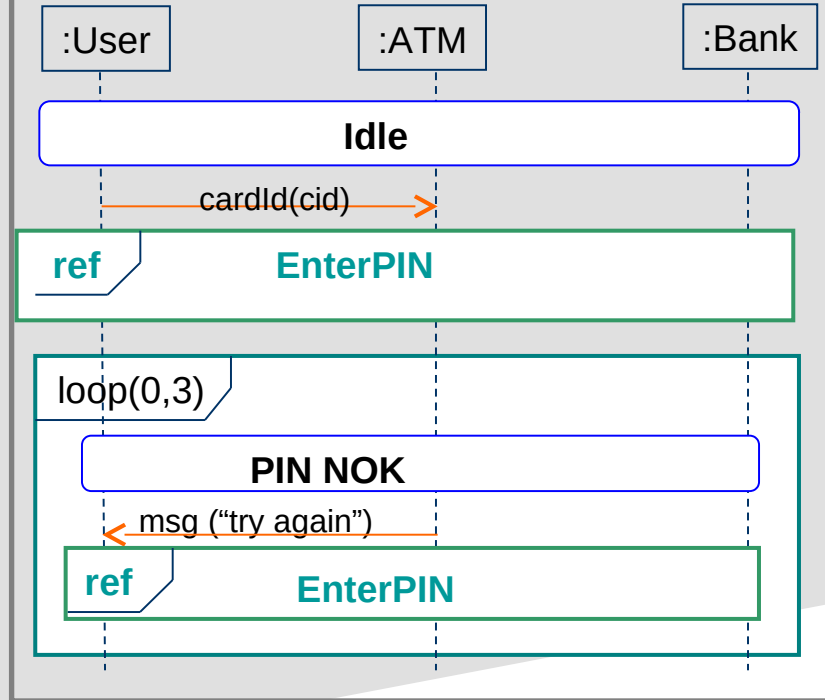 :User
:ATM
:Bank
Idle
cardId(cid)
ref
EnterPIN
loop(0,3)
PIN NOK
msg (“try again”)
ref
EnterPIN